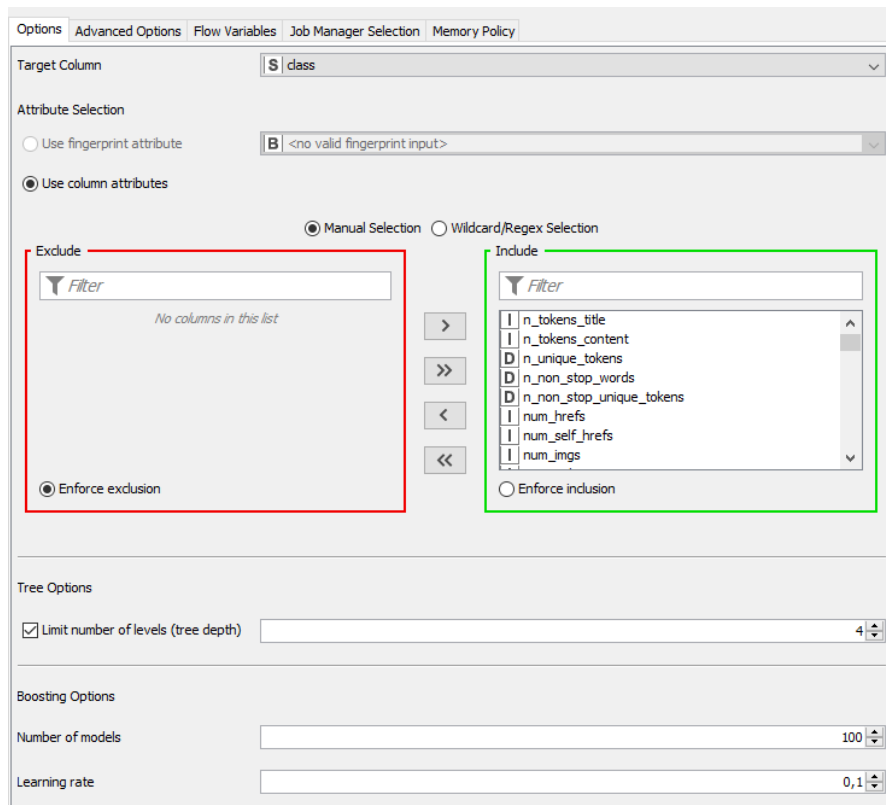 Options Advanced Options Flow Variables Job Manager Selection Memory Policy
Target Column S class
Attribute Selection
Use fingerprint attribute B <no valid fingerprint input>
Use column attributes
Manual Selection Wildcard/Regex Selection
Exclude
Filter
No columns in this list
Enforce exclusion
>
>>
<
<<
Include
Filter
I n_tokens_title
I n_tokens_content
D n_unique_tokens
D n_non_stop_words
D n_non_stop_unique_tokens
I num_hrefs
I num_self_hrefs
I num_imgs
Enforce inclusion
Tree Options
Limit number of levels (tree depth) 4
Boosting Options
Number of models 100
Learning rate 0,1